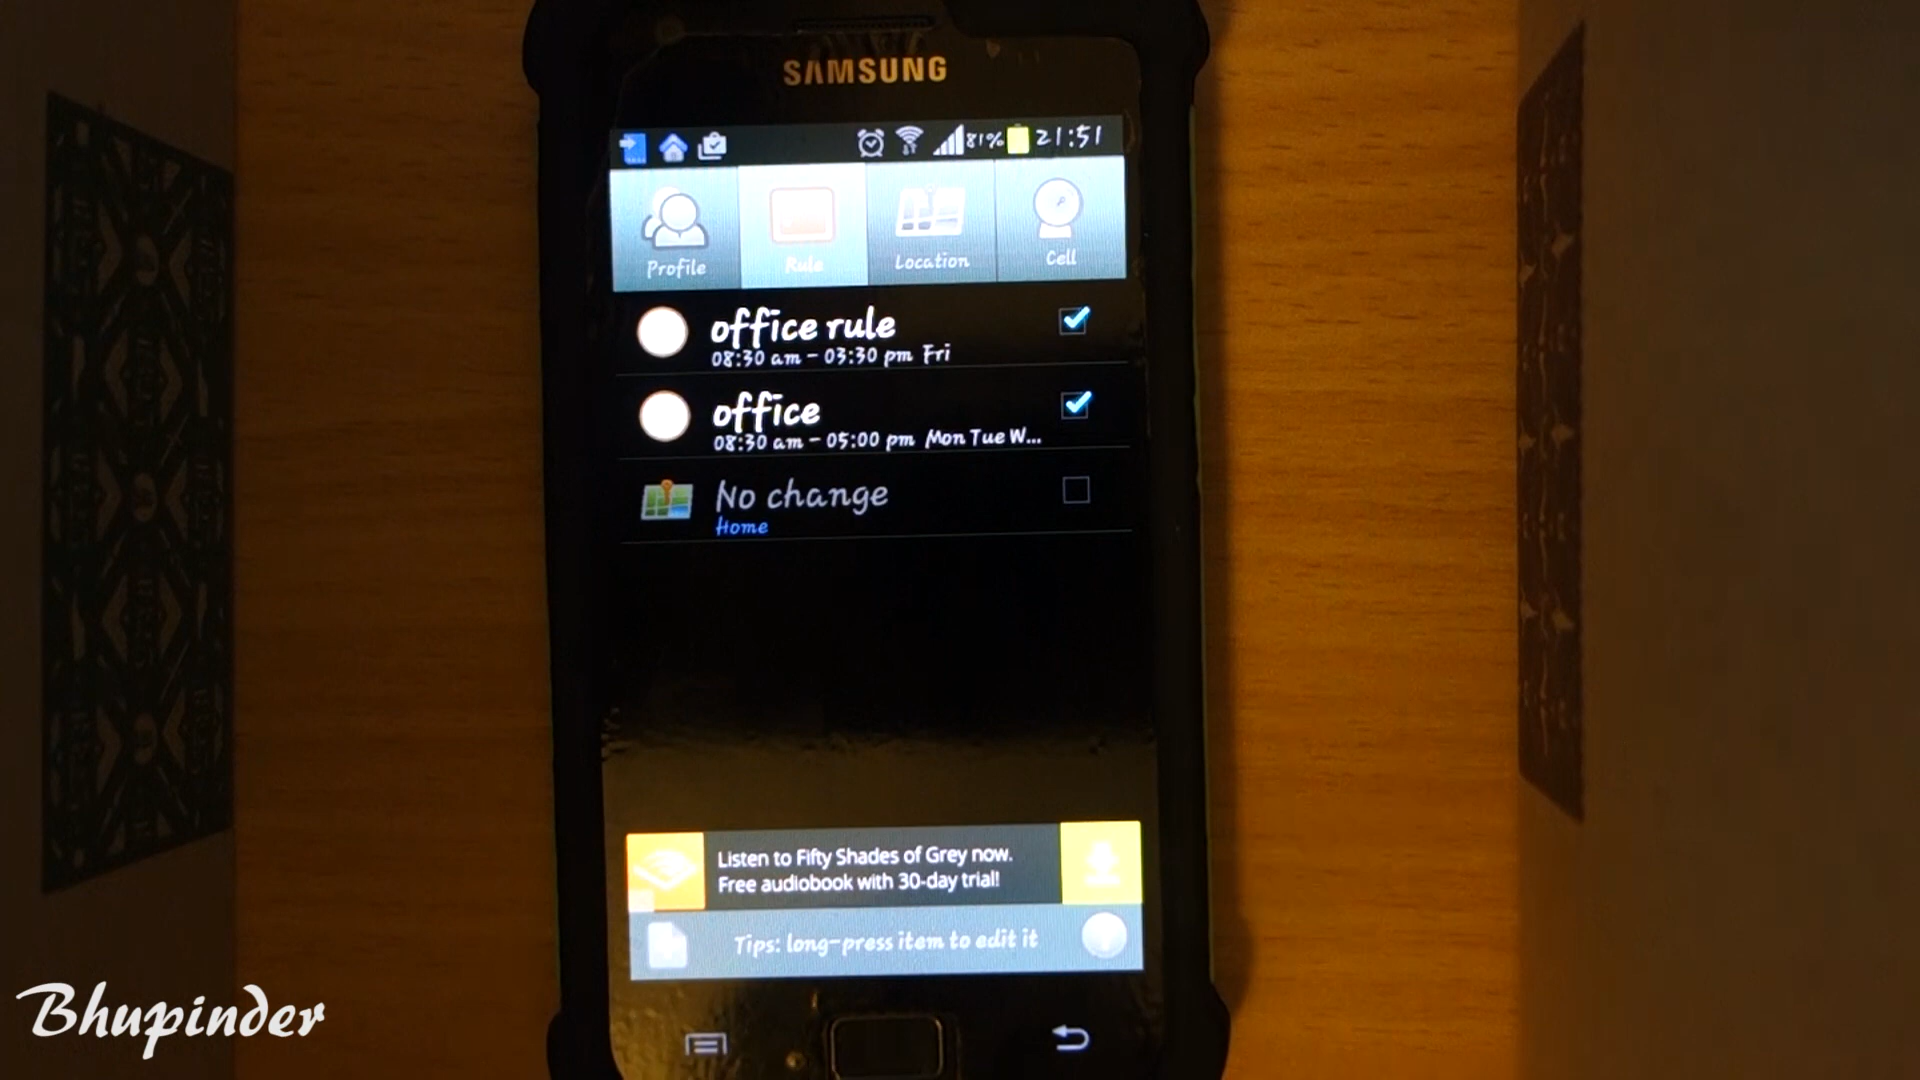 SAMSUNG
81% 21:51
Profile
Rule
Location
Cell
office rule
08:30 am - 03:30 pm Fri
office
08:30 am - 05:00 pm Mon Tue W...
No change
Home
Listen to Fifty Shades of Grey now.
Free audiobook with 30-day trial!
Tips: long-press item to edit it
Bhupinder